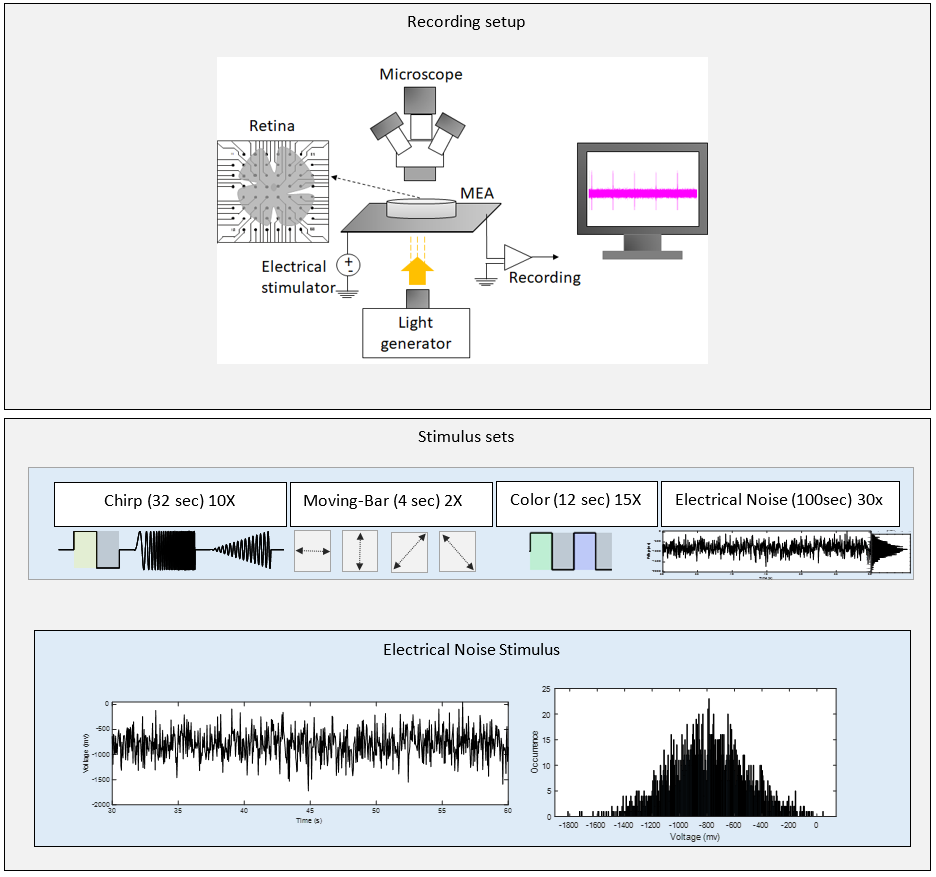 Recording setup
Microscope
Retina
MEA
Electrical
stimulator
+
-
Recording
Light
generator
Stimulus sets
Chirp (32 sec) 10X
Moving-Bar (4 sec) 2X
Color (12 sec) 15X
Electrical Noise (100sec) 30x
Electrical Noise Stimulus
0
-500
-1000
-1500
-2000
Voltage (mv)
30 35 40 45 50 55 60
Time (s)
25
20
15
10
5
0
Occurrence
-1800 -1600 -1400 -1200 -1000 -800 -600 -400 -200 0
Voltage (mv)